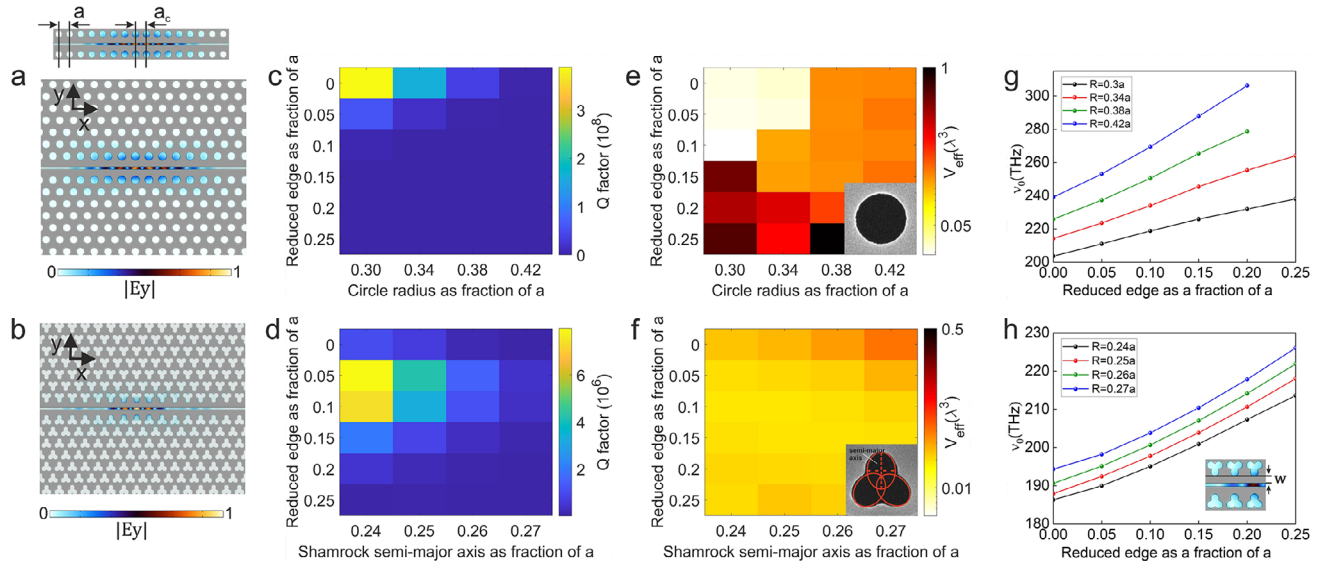 a
a_c
a
y
x
0
1
|Ey|
b
y
x
0
1
|Ey|
c
Reduced edge as fraction of a
0
0.05
0.1
0.15
0.2
0.25
0.30 0.34 0.38 0.42
Circle radius as fraction of a
3
2
1
0
Q factor (10^8)
d
Reduced edge as fraction of a
0
0.05
0.1
0.15
0.2
0.25
0.24 0.25 0.26 0.27
Shamrock semi-major axis as fraction of a
6
4
2
Q factor (10^6)
e
Reduced edge as fraction of a
0
0.05
0.1
0.15
0.2
0.25
0.30 0.34 0.38 0.42
Circle radius as fraction of a
1
0.05
V_eff(λ^3)
f
Reduced edge as fraction of a
0
0.05
0.1
0.15
0.2
0.25
0.24 0.25 0.26 0.27
Shamrock semi-major axis as fraction of a
semi-major
axis
0.5
0.01
V_eff(λ^3)
g
ν_0(THz)
300
280
260
240
220
200
R=0.3a
R=0.34a
R=0.38a
R=0.42a
0.00 0.05 0.10 0.15 0.20 0.25
Reduced edge as a fraction of a
h
ν_0(THz)
230
220
210
200
190
180
R=0.24a
R=0.25a
R=0.26a
R=0.27a
w
0.00 0.05 0.10 0.15 0.20 0.25
Reduced edge as a fraction of a